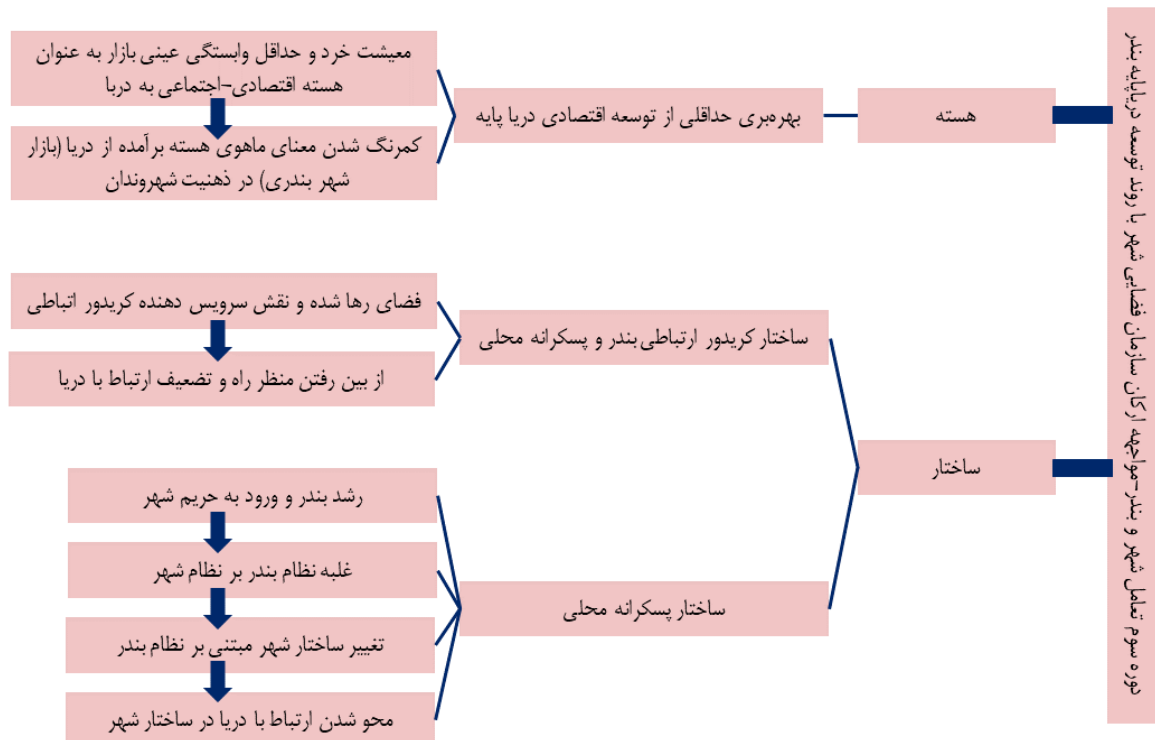 دوره سوم تعامل شهر و بندر-مواجهه ارکان سازمان فضایی شهر با روند توسعه دریاپایه بندر
هسته
بهره‌بری حداقلی از توسعه اقتصادی دریا پایه
معیشت خرد و حداقل وابستگی عینی بازار به عنوان
هسته اقتصادی-اجتماعی به دریا
کمرنگ شدن معنای ماهوی هسته برآمده از دریا (بازار
شهر بندری) در ذهنیت شهروندان
ساختار
ساختار کریدور ارتباطی بندر و پسکرانه محلی
فضای رها شده و نقش سرویس دهنده کریدور اتباطی
از بین رفتن منظر راه و تضعیف ارتباط با دریا
ساختار پسکرانه محلی
رشد بندر و ورود به حریم شهر
غلبه نظام بندر بر نظام شهر
تغییر ساختار شهر مبتنی بر نظام بندر
محو شدن ارتباط با دریا در ساختار شهر